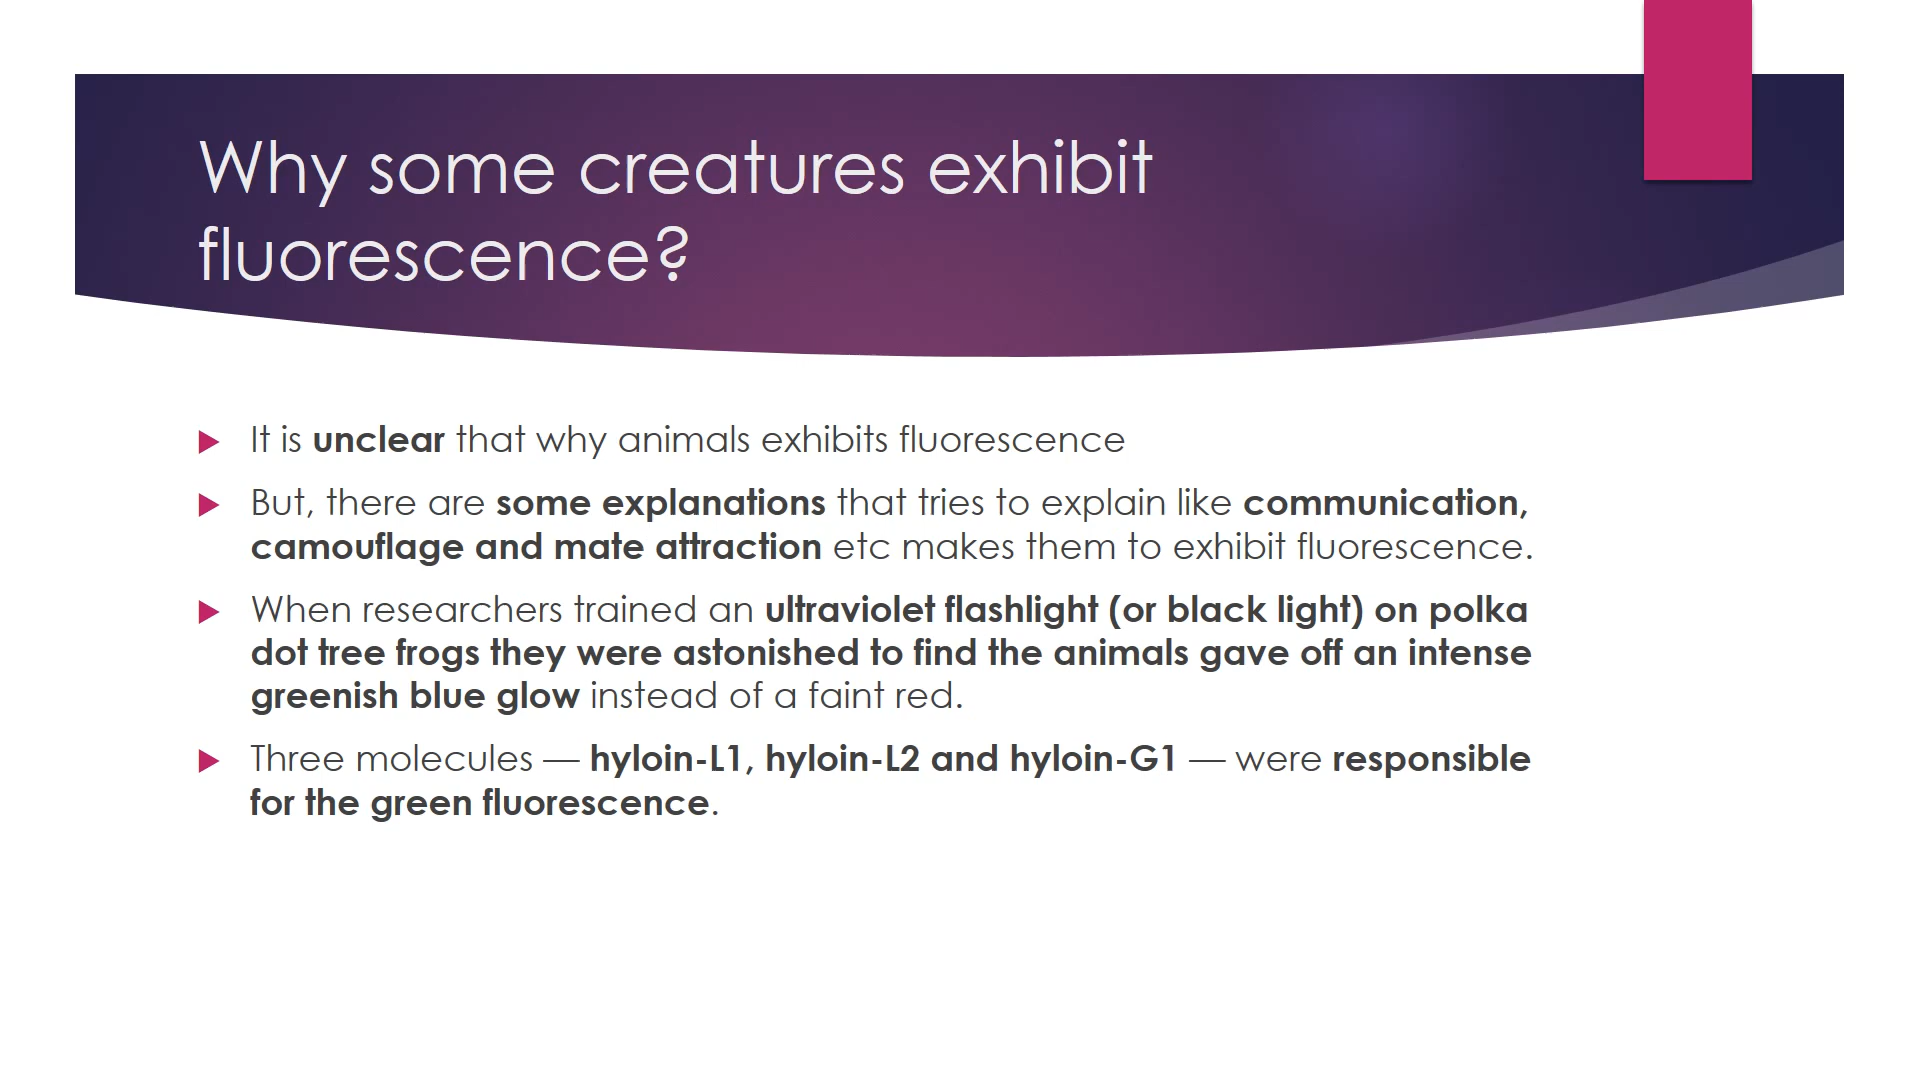 Why some creatures exhibit
fluorescence?
It is unclear that why animals exhibits fluorescence
But, there are some explanations that tries to explain like communication,
camouflage and mate attraction etc makes them to exhibit fluorescence.
When researchers trained an ultraviolet flashlight (or black light) on polka
dot tree frogs they were astonished to find the animals gave off an intense
greenish blue glow instead of a faint red.
Three molecules — hyloin-L1, hyloin-L2 and hyloin-G1 — were responsible
for the green fluorescence.